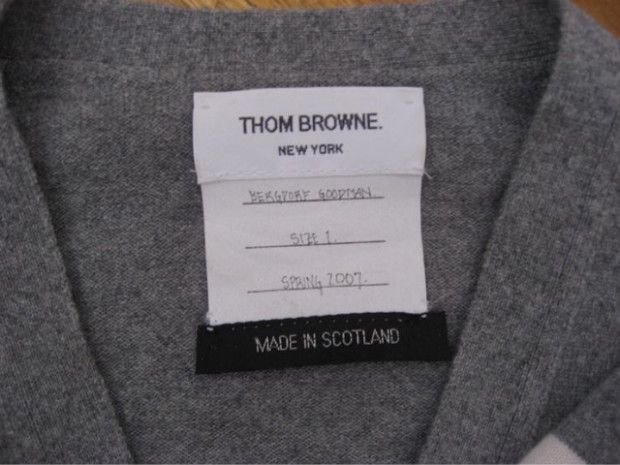 THOM BROWNE.
NEW YORK
BERGDORF GOODMAN
SIZE 1.
SPRING 2007.
MADE IN SCOTLAND